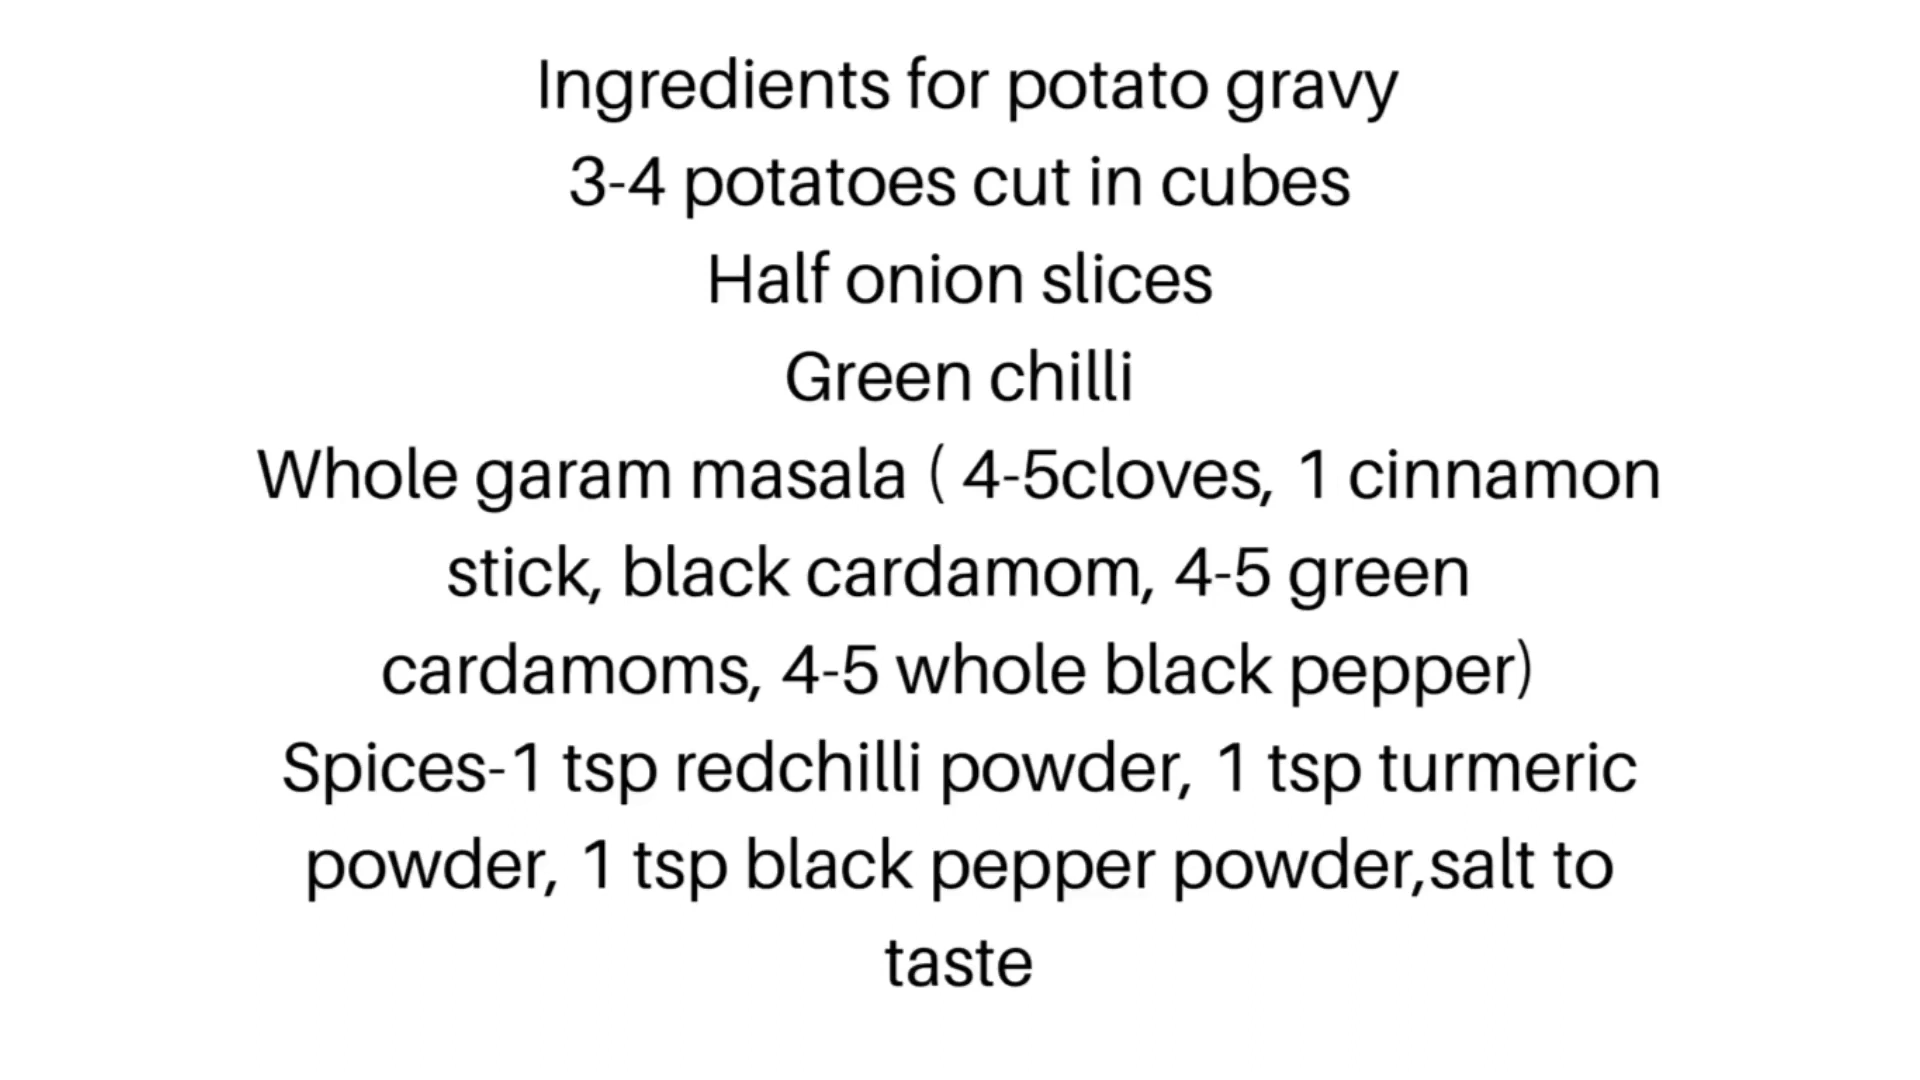 Ingredients for potato gravy
3-4 potatoes cut in cubes
Half onion slices
Green chilli
Whole garam masala ( 4-5cloves, 1 cinnamon
stick, black cardamom, 4-5 green
cardamoms, 4-5 whole black pepper)
Spices-1 tsp redchilli powder, 1 tsp turmeric
powder, 1 tsp black pepper powder,salt to
taste